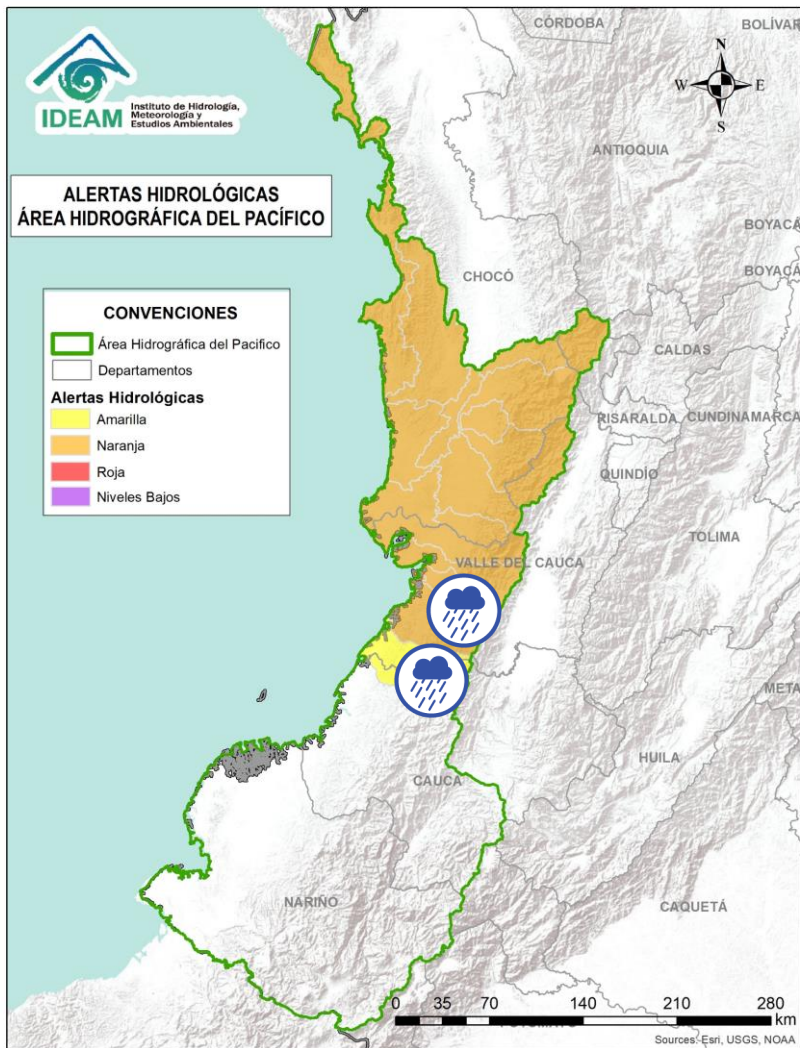 CÓRDOBA
BOLÍVAR
N
W
E
S
IDEAM
Instituto de Hidrología,
Meteorología y
Estudios Ambientales
ANTIOQUIA
ALERTAS HIDROLÓGICAS
ÁREA HIDROGRÁFICA DEL PACÍFICO
BOYACÁ
BOYACÁ
CHOCÓ
CONVENCIONES
Área Hidrográfica del Pacifico
Departamentos
Alertas Hidrológicas
Amarilla
Naranja
Roja
Niveles Bajos
CALDAS
RISARALDA
CUNDINAMARCA
QUINDÍO
TOLIMA
VALLE DEL CAUCA
META
HUILA
CAUCA
NARIÑO
CAQUETÁ
0 35 70 140 210 280
km
Sources: Esri, USGS, NOAA